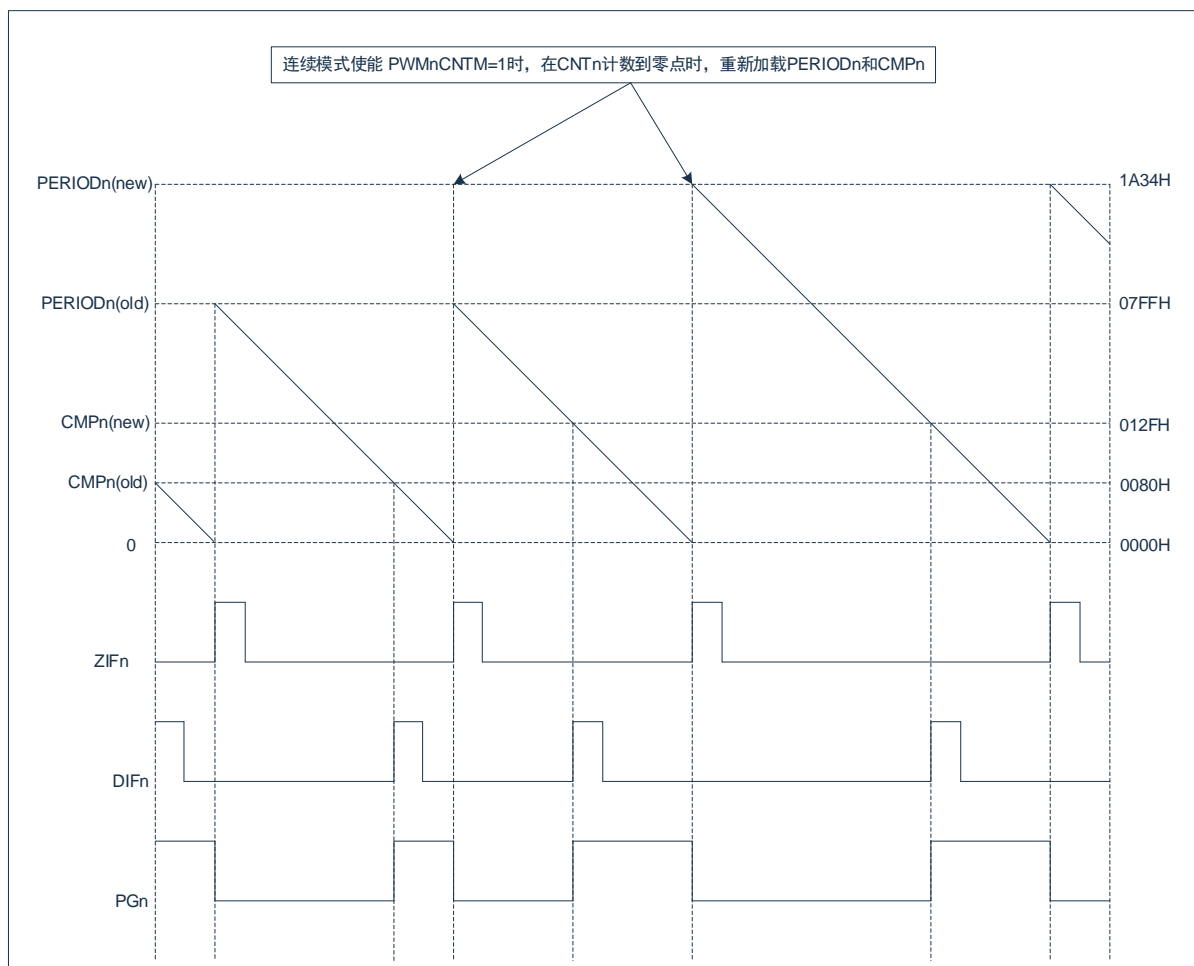 连续模式使能 PWMnCNTM=1时，在CNTn计数到零点时，重新加载PERIODn和CMPn
PERIODn(new)
1A34H
PERIODn(old)
07FFH
CMPn(new)
012FH
CMPn(old)
0080H
0
0000H
ZIFn
DIFn
PGn